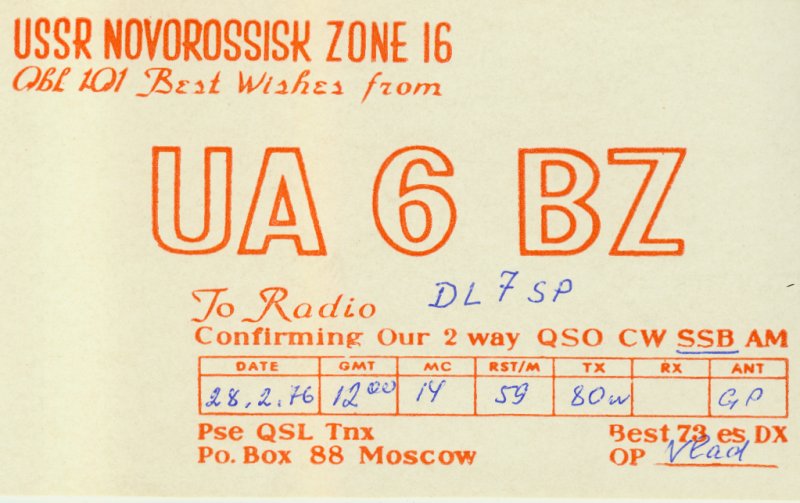 USSR NOVOROSSISK ZONE 16
Obl 101 Best Wishes from
UA 6 BZ
To Radio DL7SP
Confirming Our 2 way QSO CW SSB AM
DATE GMT MC RST/M TX RX ANT
28.2.76 12 00 14 59 80w GP
Pse QSL Tnx Best 73 es DX
Po. Box 88 Moscow OP Vlad